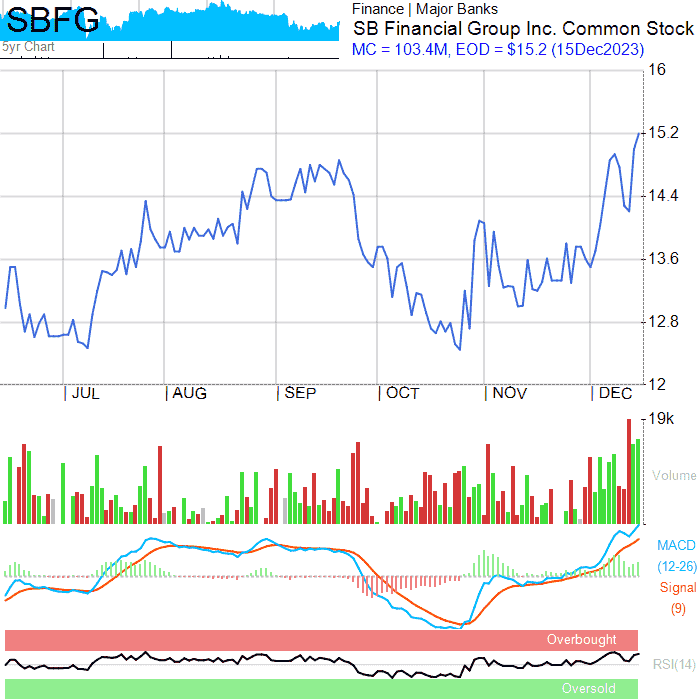 SBFG
5yr Chart
Finance | Major Banks
SB Financial Group Inc. Common Stock
MC = 103.4M, EOD = $15.2 (15Dec2023)
16
15.2
14.4
13.6
12.8
12
| JUL | AUG | SEP | OCT | NOV | DEC
19k
Volume
MACD
(12-26)
Signal
(9)
Overbought
RSI(14)
Oversold